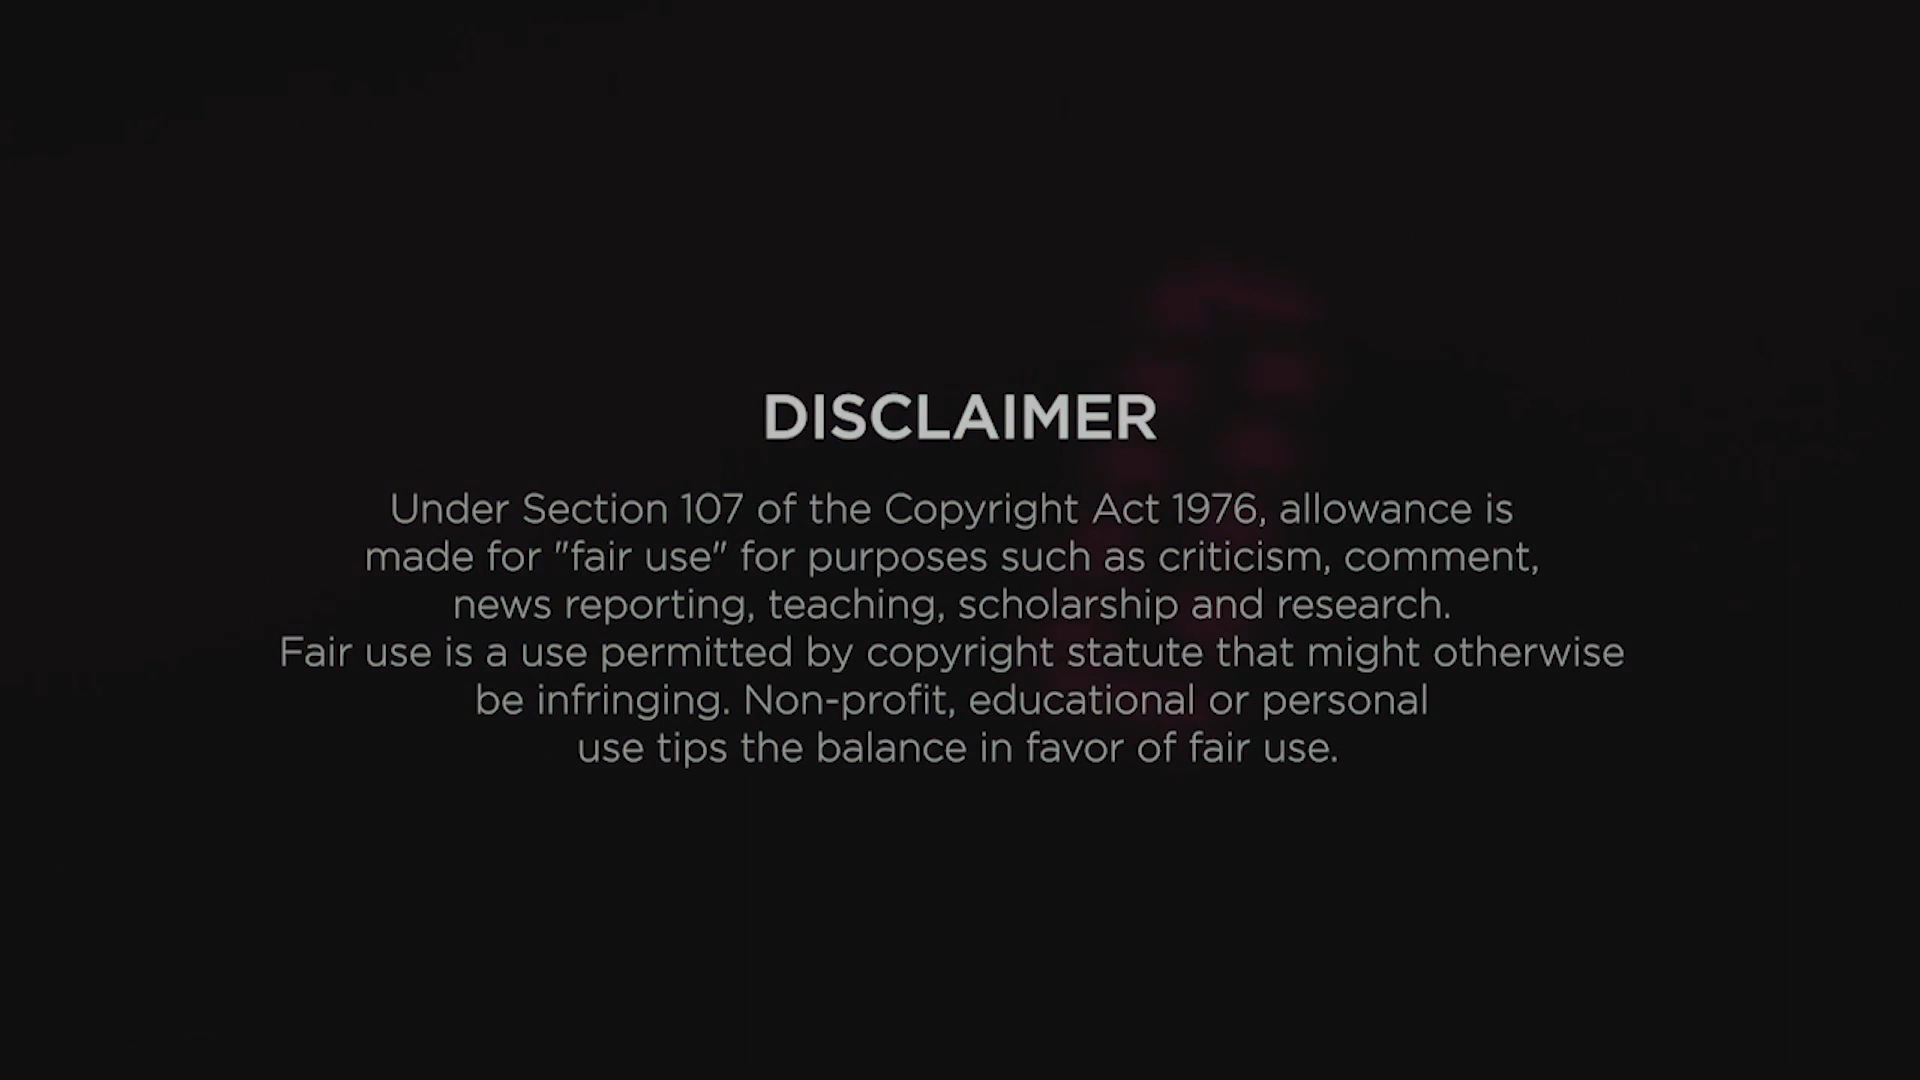 DISCLAIMER
Under Section 107 of the Copyright Act 1976, allowance is
made for "fair use" for purposes such as criticism, comment,
news reporting, teaching, scholarship and research.
Fair use is a use permitted by copyright statute that might otherwise
be infringing. Non-profit, educational or personal
use tips the balance in favor of fair use.